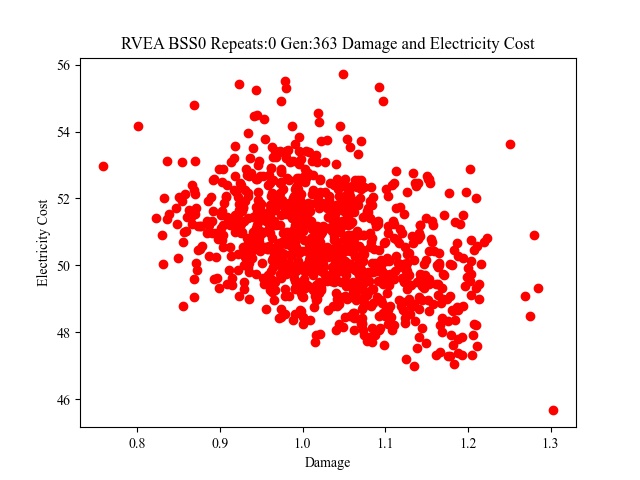 RVEA BSS0 Repeats:0 Gen:363 Damage and Electricity Cost
56
54
52
50
48
46
Electricity Cost
0.8 0.9 1.0 1.1 1.2 1.3
Damage